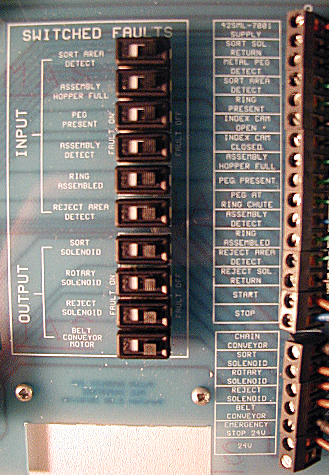 SWITCHED FAULTS
INPUT
SORT AREA
DETECT
ASSEMBLY
HOPPER FULL
PEG
PRESENT
ASSEMBLY
DETECT
RING
ASSEMBLED
REJECT AREA
DETECT
FAULT ON
FAULT OFF
OUTPUT
SORT
SOLENOID
ROTARY
SOLENOID
REJECT
SOLENOID
BELT
CONVEYOR
MOTOR
FAULT ON
FAULT OFF
42SML-7001
SUPPLY
SORT SOL
RETURN
METAL PEG
DETECT
SORT AREA
DETECT
RING
PRESENT
INDEX CAM
OPEN
INDEX CAM
CLOSED
ASSEMBLY
HOPPER FULL
PEG PRESENT
PEG AT
RING CHUTE
ASSEMBLY
DETECT
RING
ASSEMBLED
REJECT AREA
DETECT
REJECT SOL
RETURN
START
STOP
CHAIN
CONVEYOR
SORT
SOLENOID
ROTARY
SOLENOID
REJECT
SOLENOID
BELT
CONVEYOR
EMERGENCY
STOP 24V
24V